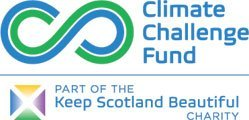 Climate
Challenge
Fund
PART OF THE
Keep Scotland Beautiful
CHARITY